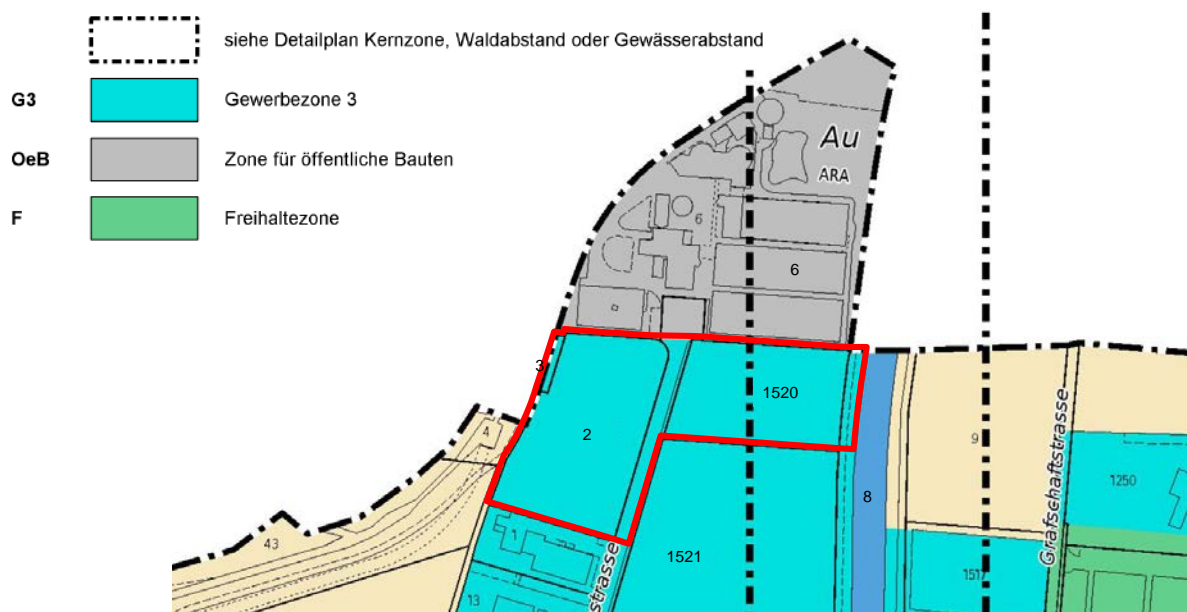 siehe Detailplan Kernzone, Waldabstand oder Gewässerabstand
G3 Gewerbezone 3
OeB Zone für öffentliche Bauten
F Freihaltezone
Au
ARA
6
6
3
1520
2
4
9
1250
8
43
1
1521
1517
13
strasse
Grafschaftstrasse